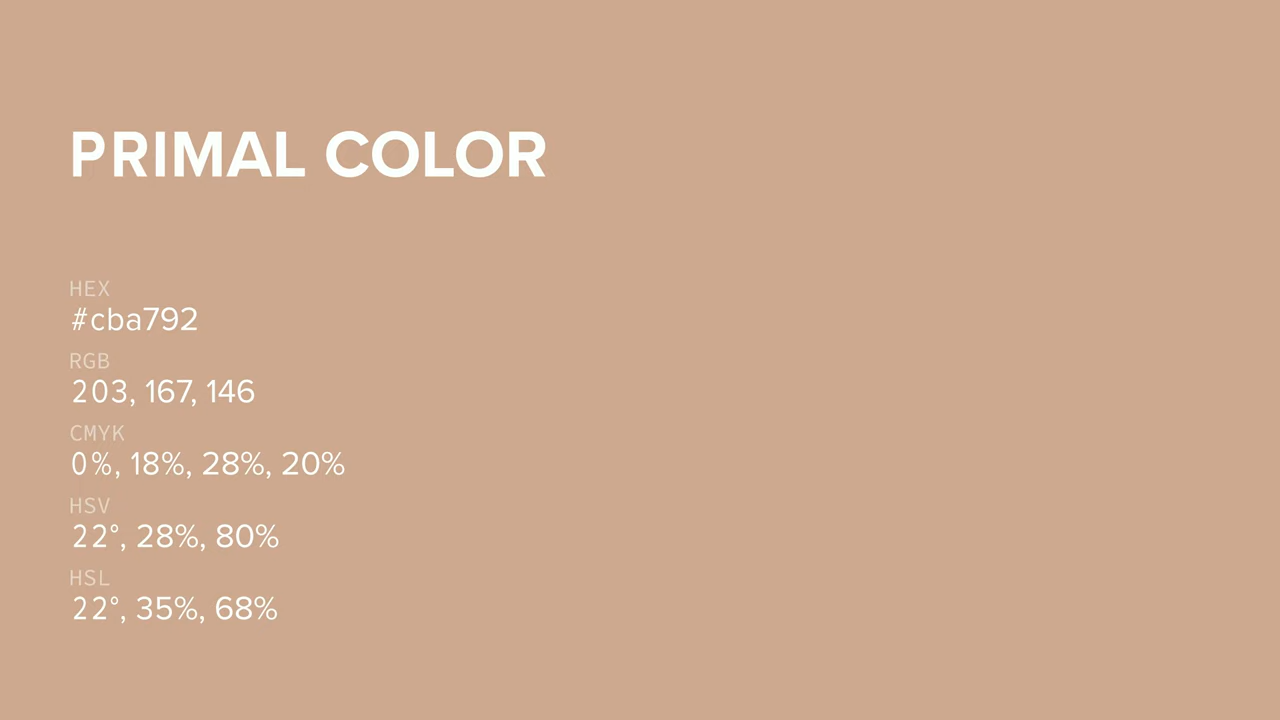 PRIMAL COLOR
HEX
#cba792
RGB
203, 167, 146
CMYK
0%, 18%, 28%, 20%
HSV
22°, 28%, 80%
HSL
22°, 35%, 68%